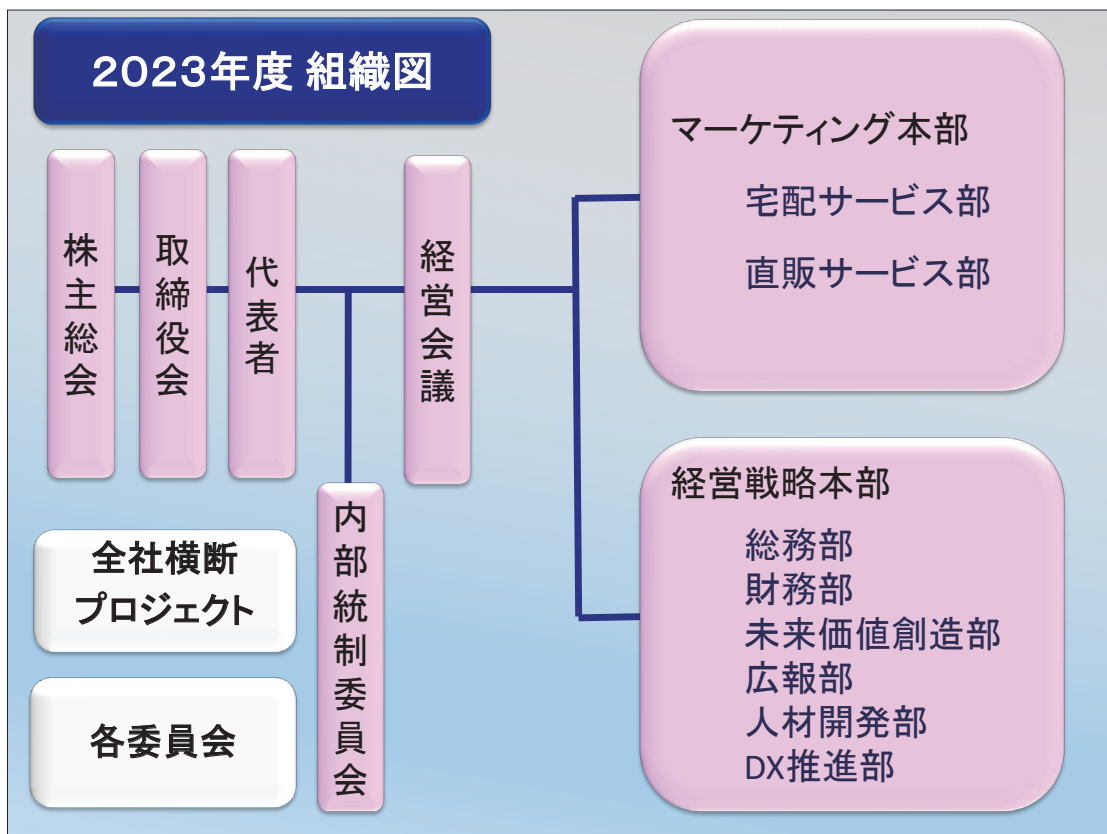 2023年度 組織図
株主総会
取締役会
代表者
経営会議
内部統制委員会
全社横断
プロジェクト
各委員会
マーケティング本部
宅配サービス部
直販サービス部
経営戦略本部
総務部
財務部
未来価値創造部
広報部
人材開発部
DX推進部